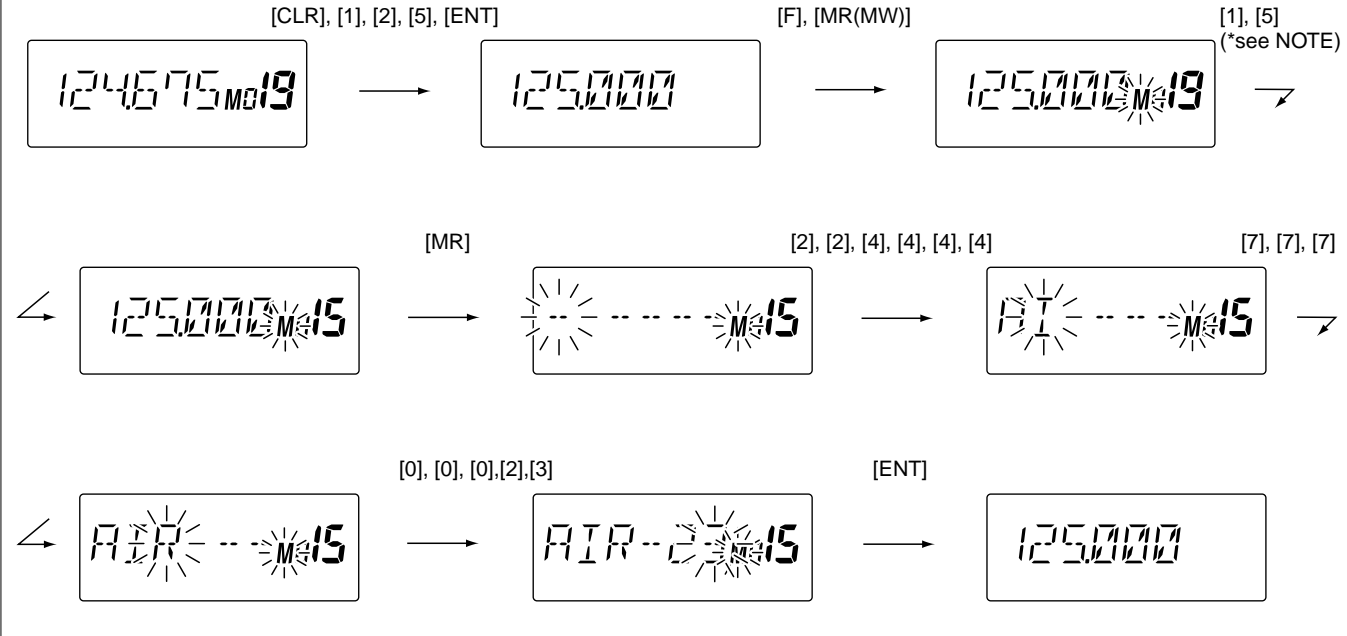 [CLR], [1], [2], [5], [ENT]
[F], [MR(MW)]
[1], [5]
(*see NOTE)
124.675 MO 19
125.000
125.000 M 19
[MR]
[2], [2], [4], [4], [4], [4]
[7], [7], [7]
125.000 M 15
-- -- -- -- -- M 15
AI -- -- -- M 15
[0], [0], [0],[2],[3]
[ENT]
AIR -- -- M 15
AIR-23 M 15
125.000